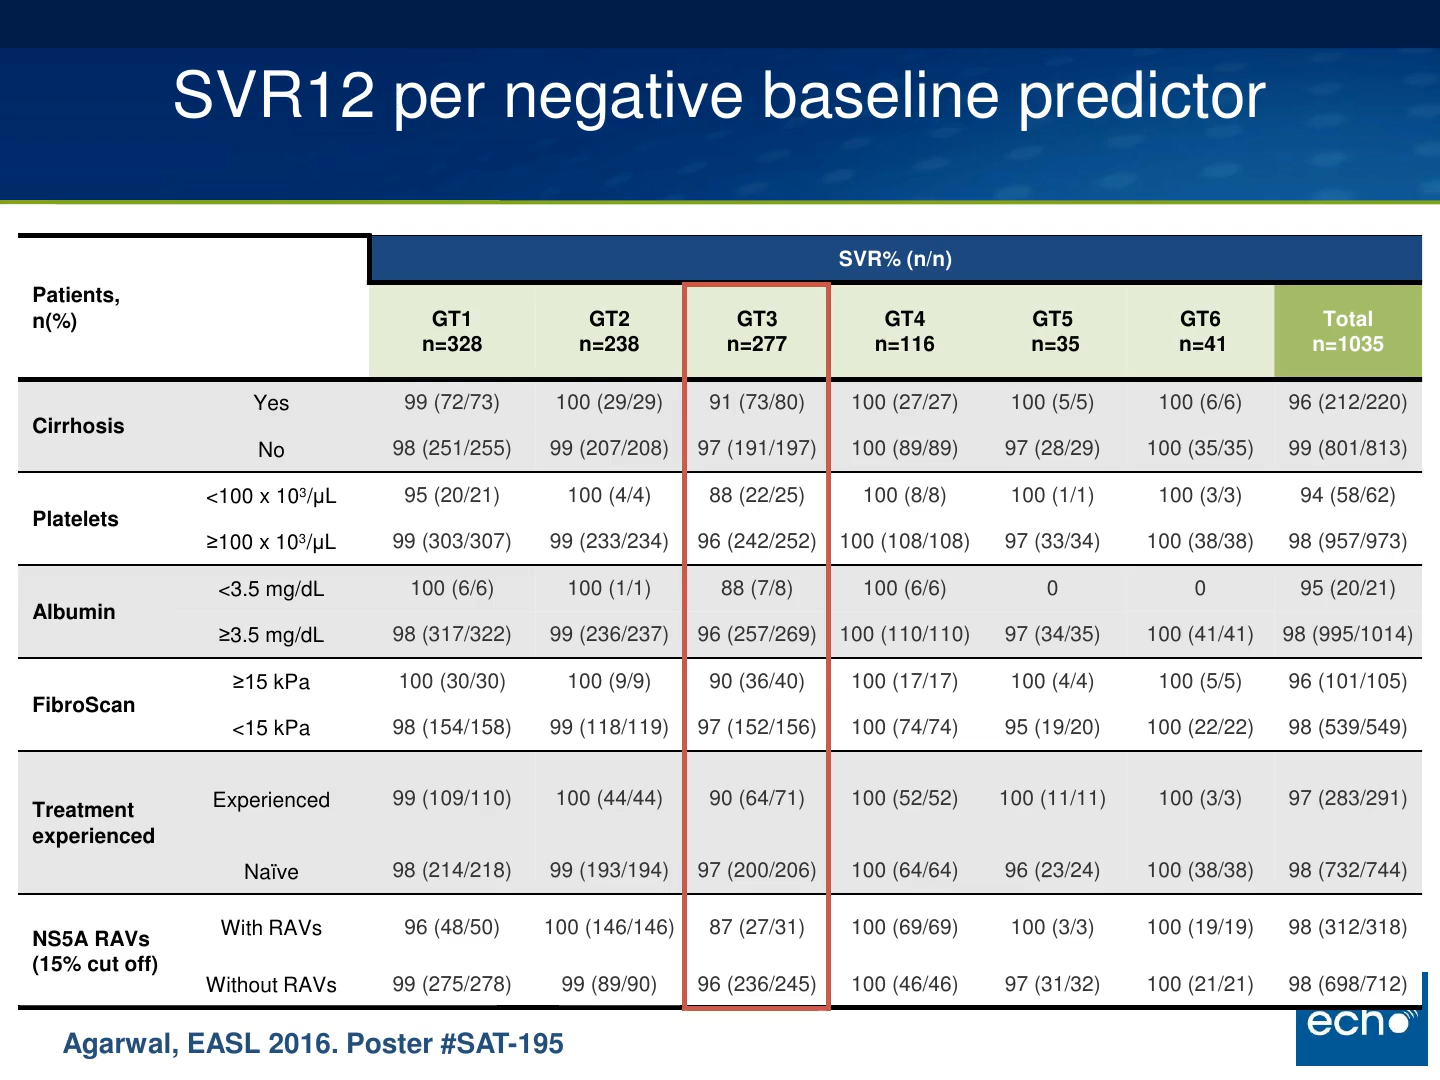 SVR12 per negative baseline predictor
SVR% (n/n)
Patients,
n(%)
GT1 GT2 GT3 GT4 GT5 GT6 Total
n=328 n=238 n=277 n=116 n=35 n=41 n=1035
Cirrhosis
Yes 99 (72/73) 100 (29/29) 91 (73/80) 100 (27/27) 100 (5/5) 100 (6/6) 96 (212/220)
No 98 (251/255) 99 (207/208) 97 (191/197) 100 (89/89) 97 (28/29) 100 (35/35) 99 (801/813)
Platelets
<100 x 10³/µL 95 (20/21) 100 (4/4) 88 (22/25) 100 (8/8) 100 (1/1) 100 (3/3) 94 (58/62)
≥100 x 10³/µL 99 (303/307) 99 (233/234) 96 (242/252) 100 (108/108) 97 (33/34) 100 (38/38) 98 (957/973)
Albumin
<3.5 mg/dL 100 (6/6) 100 (1/1) 88 (7/8) 100 (6/6) 0 0 95 (20/21)
≥3.5 mg/dL 98 (317/322) 99 (236/237) 96 (257/269) 100 (110/110) 97 (34/35) 100 (41/41) 98 (995/1014)
FibroScan
≥15 kPa 100 (30/30) 100 (9/9) 90 (36/40) 100 (17/17) 100 (4/4) 100 (5/5) 96 (101/105)
<15 kPa 98 (154/158) 99 (118/119) 97 (152/156) 100 (74/74) 95 (19/20) 100 (22/22) 98 (539/549)
Treatment
experienced
Experienced 99 (109/110) 100 (44/44) 90 (64/71) 100 (52/52) 100 (11/11) 100 (3/3) 97 (283/291)
Naïve 98 (214/218) 99 (193/194) 97 (200/206) 100 (64/64) 96 (23/24) 100 (38/38) 98 (732/744)
NS5A RAVs
(15% cut off)
With RAVs 96 (48/50) 100 (146/146) 87 (27/31) 100 (69/69) 100 (3/3) 100 (19/19) 98 (312/318)
Without RAVs 99 (275/278) 99 (89/90) 96 (236/245) 100 (46/46) 97 (31/32) 100 (21/21) 98 (698/712)
Agarwal, EASL 2016. Poster #SAT-195
echo